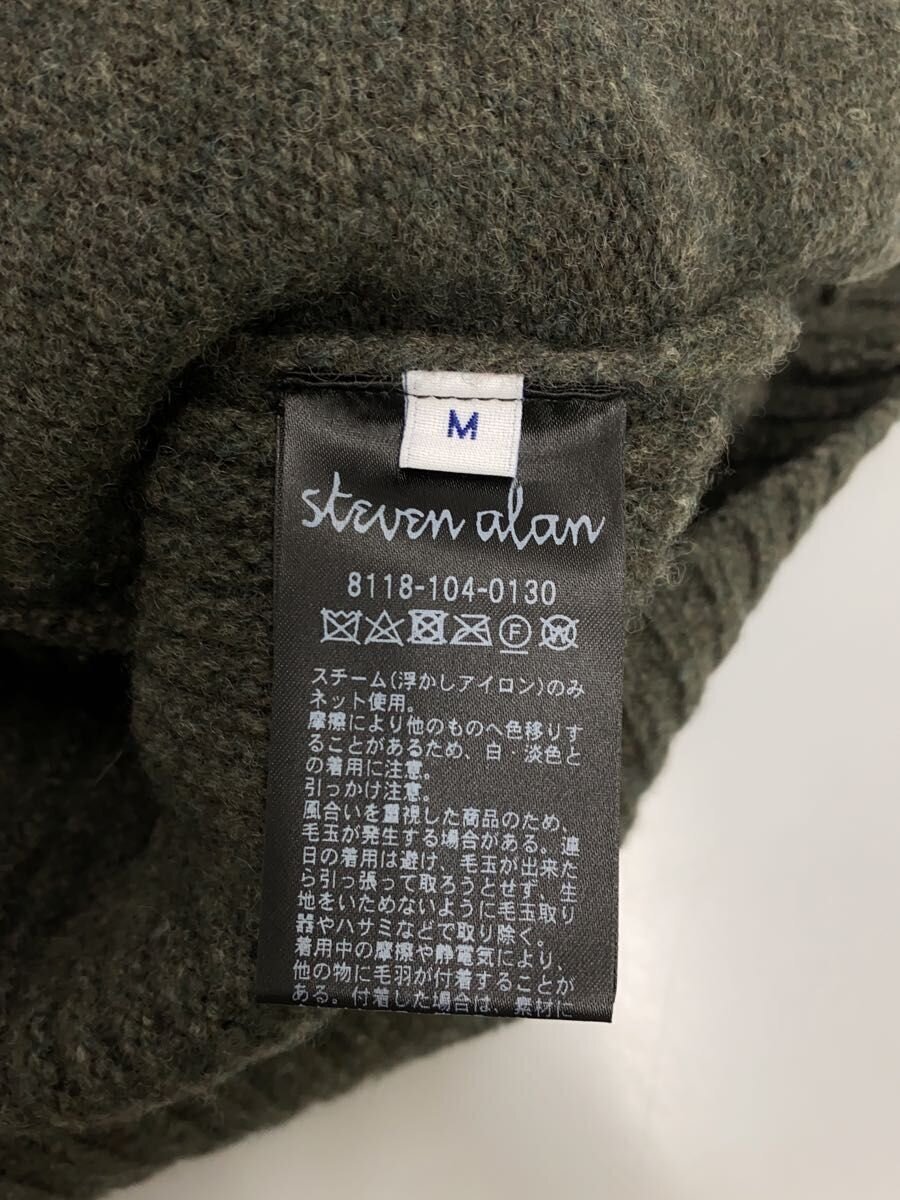 M
steven alan
8118-104-0130
F W
スチーム(浮かしアイロン)のみ
ネット使用。
摩擦により他のものへ色移りす
ることがあるため、白・淡色と
の着用に注意。
引っかけ注意。
風合いを重視した商品のため、
毛玉が発生する場合がある。連
日の着用は避け、毛玉が出来た
ら引っ張って取ろうとせず、生
地をいためないように毛玉取り
器やハサミなどで取り除く。
着用中の摩擦や静電気により、
他の物に毛羽が付着することが
ある。付着した場合は、素材に